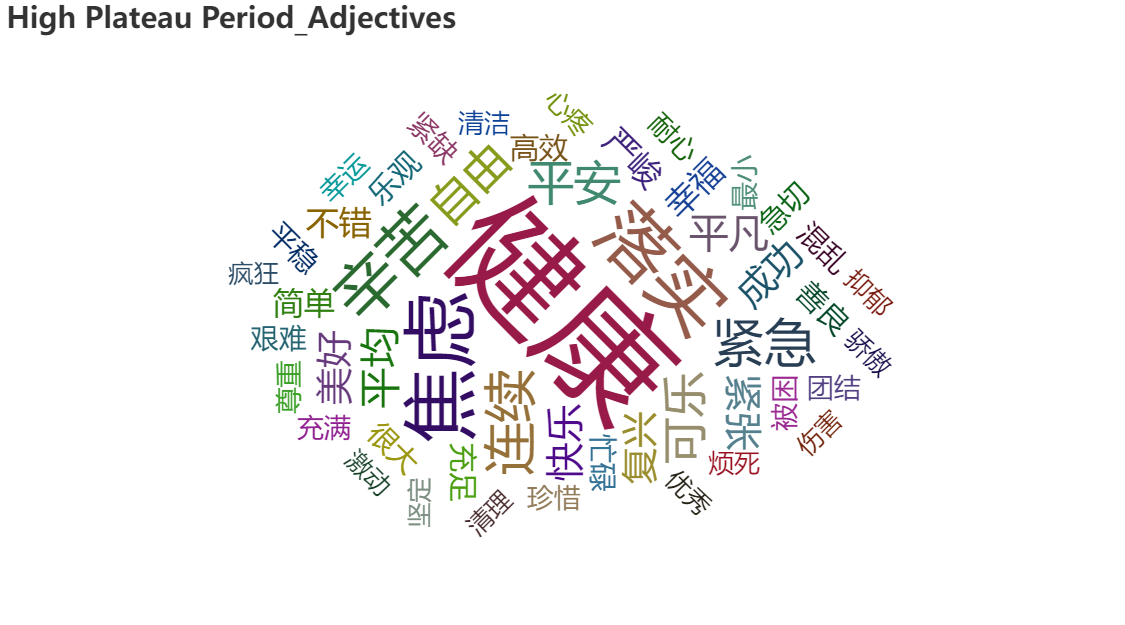 High Plateau Period_Adjectives
心疼
清洁
紧缺
耐心
高效
严峻
幸运
乐观
自由
平安
幸福
最小
急切
不错
辛苦
健康
落实
平凡
混乱
平稳
疯狂
成功
抑郁
简单
善良
艰难
美好
平均
焦虑
紧急
骄傲
尊重
连续
可乐
紧张
被困
团结
充满
很大
快乐
复兴
伤害
激动
充足
忙碌
烦死
坚定
清理
珍惜
优秀